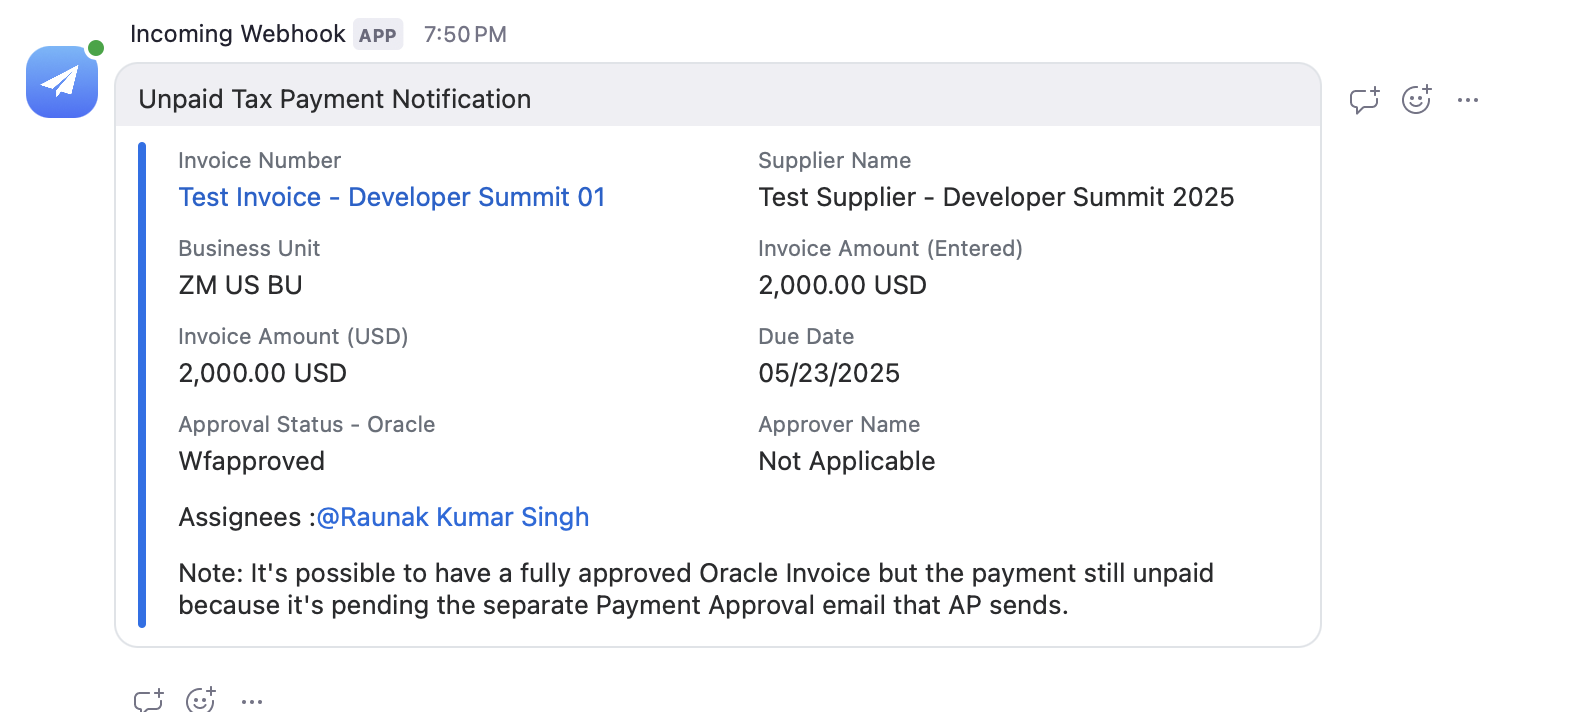 Incoming Webhook APP 7:50 PM
Unpaid Tax Payment Notification
Invoice Number
Test Invoice - Developer Summit 01
Supplier Name
Test Supplier - Developer Summit 2025
Business Unit
ZM US BU
Invoice Amount (Entered)
2,000.00 USD
Invoice Amount (USD)
2,000.00 USD
Due Date
05/23/2025
Approval Status - Oracle
Wfapproved
Approver Name
Not Applicable
Assignees :@Raunak Kumar Singh
Note: It's possible to have a fully approved Oracle Invoice but the payment still unpaid
because it's pending the separate Payment Approval email that AP sends.